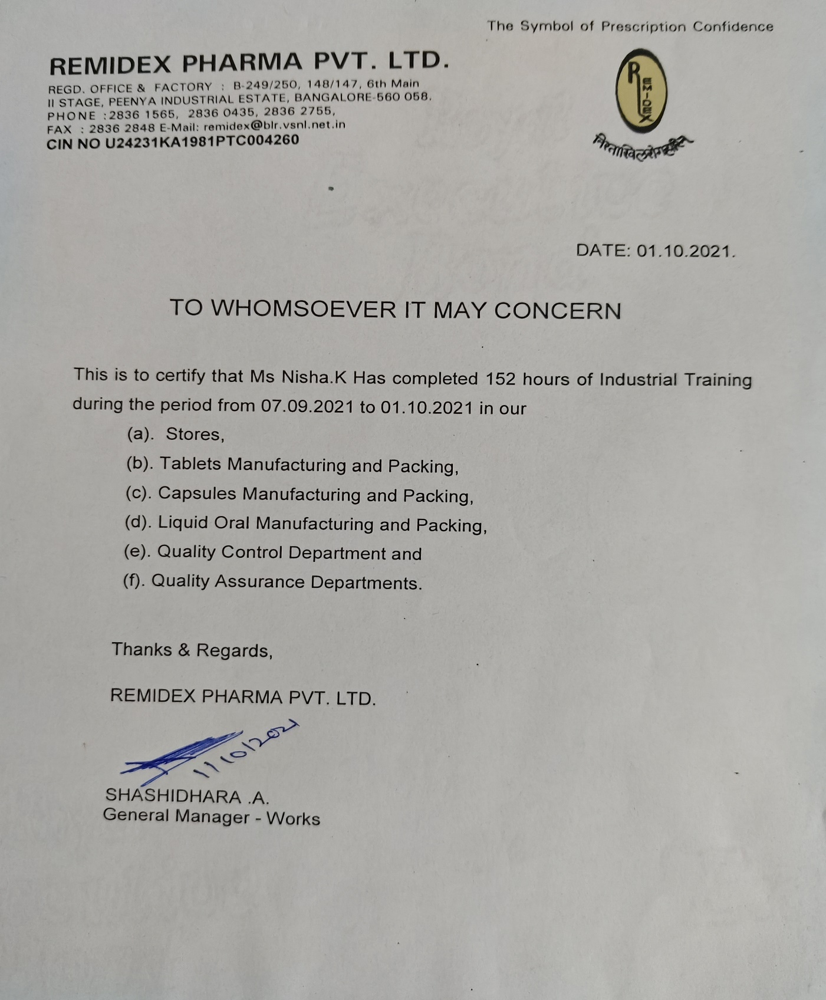 The Symbol of Prescription Confidence
REMIDEX PHARMA PVT. LTD.
REGD. OFFICE & FACTORY : B-249/250, 148/147, 6th Main
II STAGE, PEENYA INDUSTRIAL ESTATE, BANGALORE-560 058.
PHONE : 2836 1565, 2836 0435, 2836 2755,
FAX : 2836 2848 E-Mail: remidex@blr.vsnl.net.in
CIN NO U24231KA1981PTC004260
REMIDEX
DATE: 01.10.2021.
TO WHOMSOEVER IT MAY CONCERN
This is to certify that Ms Nisha.K Has completed 152 hours of Industrial Training
during the period from 07.09.2021 to 01.10.2021 in our
(a). Stores,
(b). Tablets Manufacturing and Packing,
(c). Capsules Manufacturing and Packing,
(d). Liquid Oral Manufacturing and Packing,
(e). Quality Control Department and
(f). Quality Assurance Departments.
Thanks & Regards,
REMIDEX PHARMA PVT. LTD.
1/10/2021
SHASHIDHARA .A.
General Manager - Works